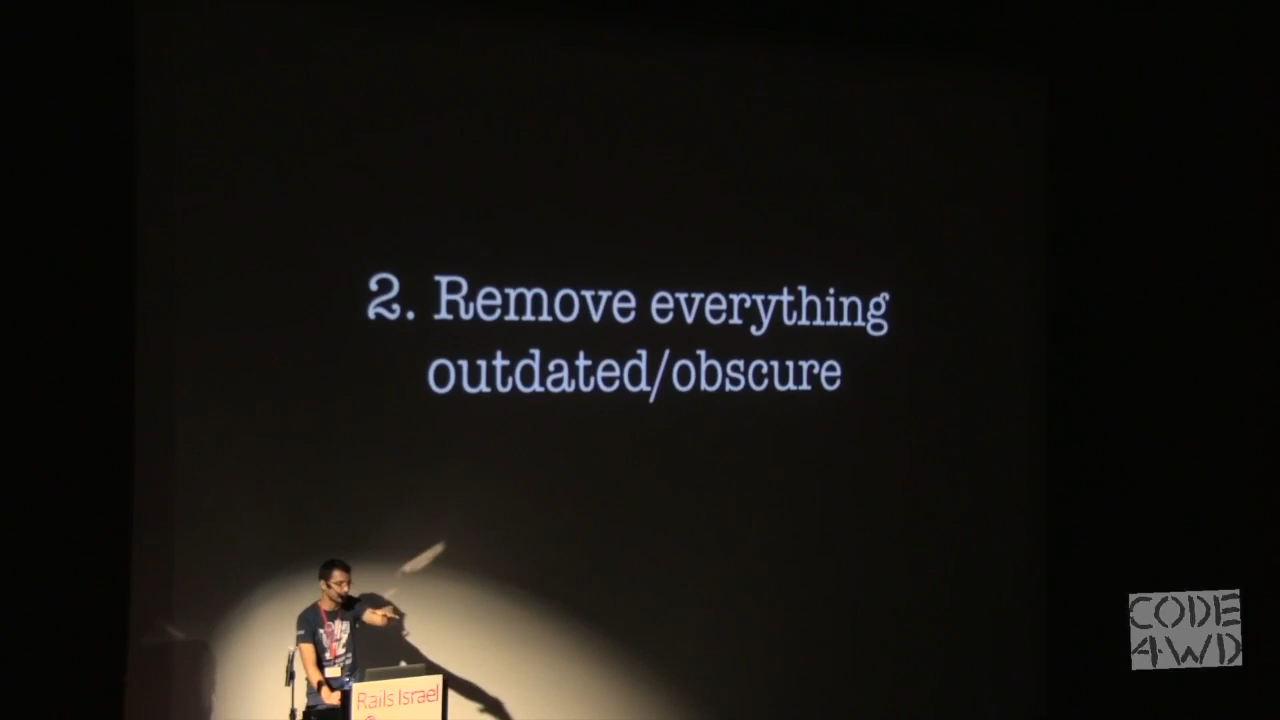 2. Remove everything
outdated/obscure
Rails Israel
CODE
4WD